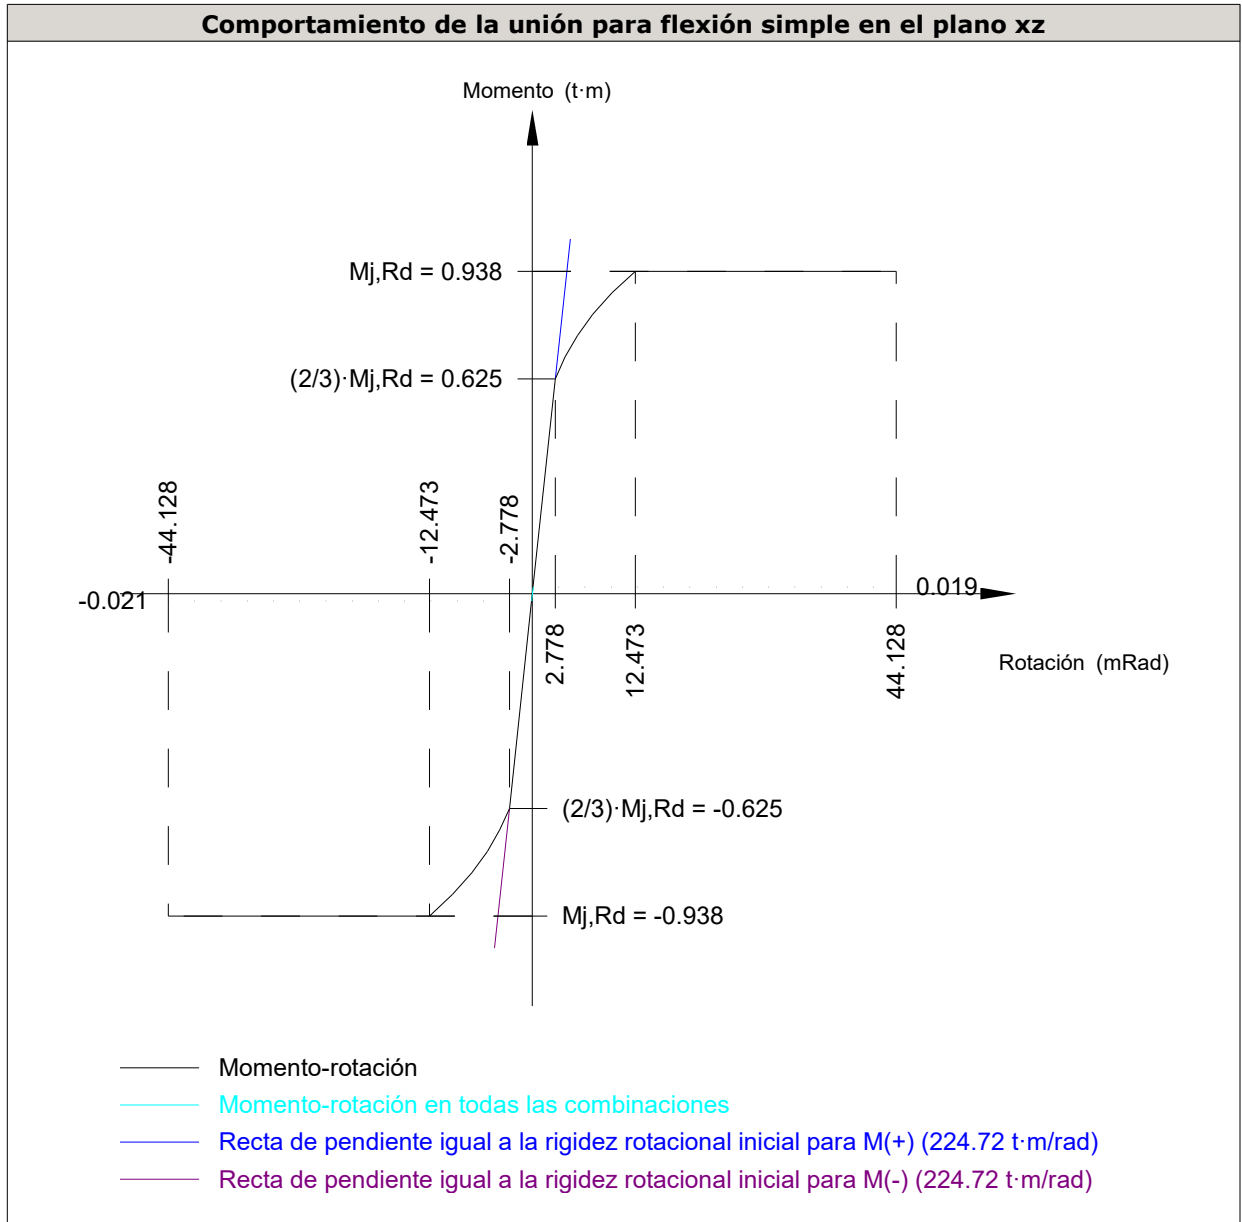 Comportamiento de la unión para flexión simple en el plano xz
Momento (t·m)
Mj,Rd = 0.938
(2/3)·Mj,Rd = 0.625
-44.128
-12.473
-2.778
-0.021
0.019
2.778
12.473
44.128
Rotación (mRad)
(2/3)·Mj,Rd = -0.625
Mj,Rd = -0.938
Momento-rotación
Momento-rotación en todas las combinaciones
Recta de pendiente igual a la rigidez rotacional inicial para M(+) (224.72 t·m/rad)
Recta de pendiente igual a la rigidez rotacional inicial para M(-) (224.72 t·m/rad)